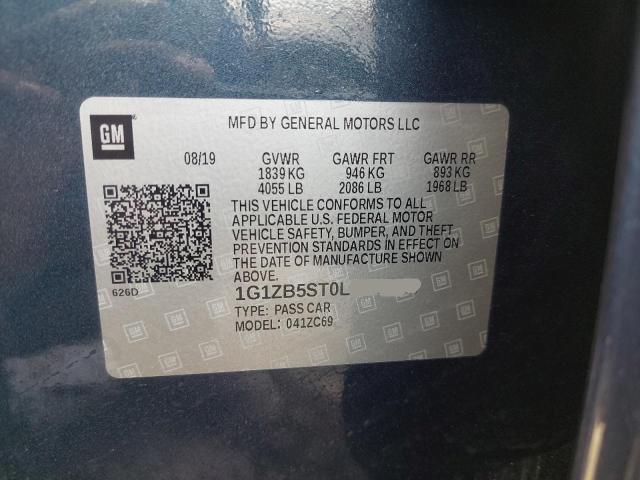 GM
MFD BY GENERAL MOTORS LLC
08/19 GVWR GAWR FRT GAWR RR
1839 KG 946 KG 893 KG
4055 LB 2086 LB 1968 LB
THIS VEHICLE CONFORMS TO ALL
APPLICABLE U.S. FEDERAL MOTOR
VEHICLE SAFETY, BUMPER, AND THEFT
PREVENTION STANDARDS IN EFFECT ON
THE DATE OF MANUFACTURE SHOWN
ABOVE.
626D
1G1ZB5ST0L
TYPE: PASS CAR
MODEL: 041ZC69